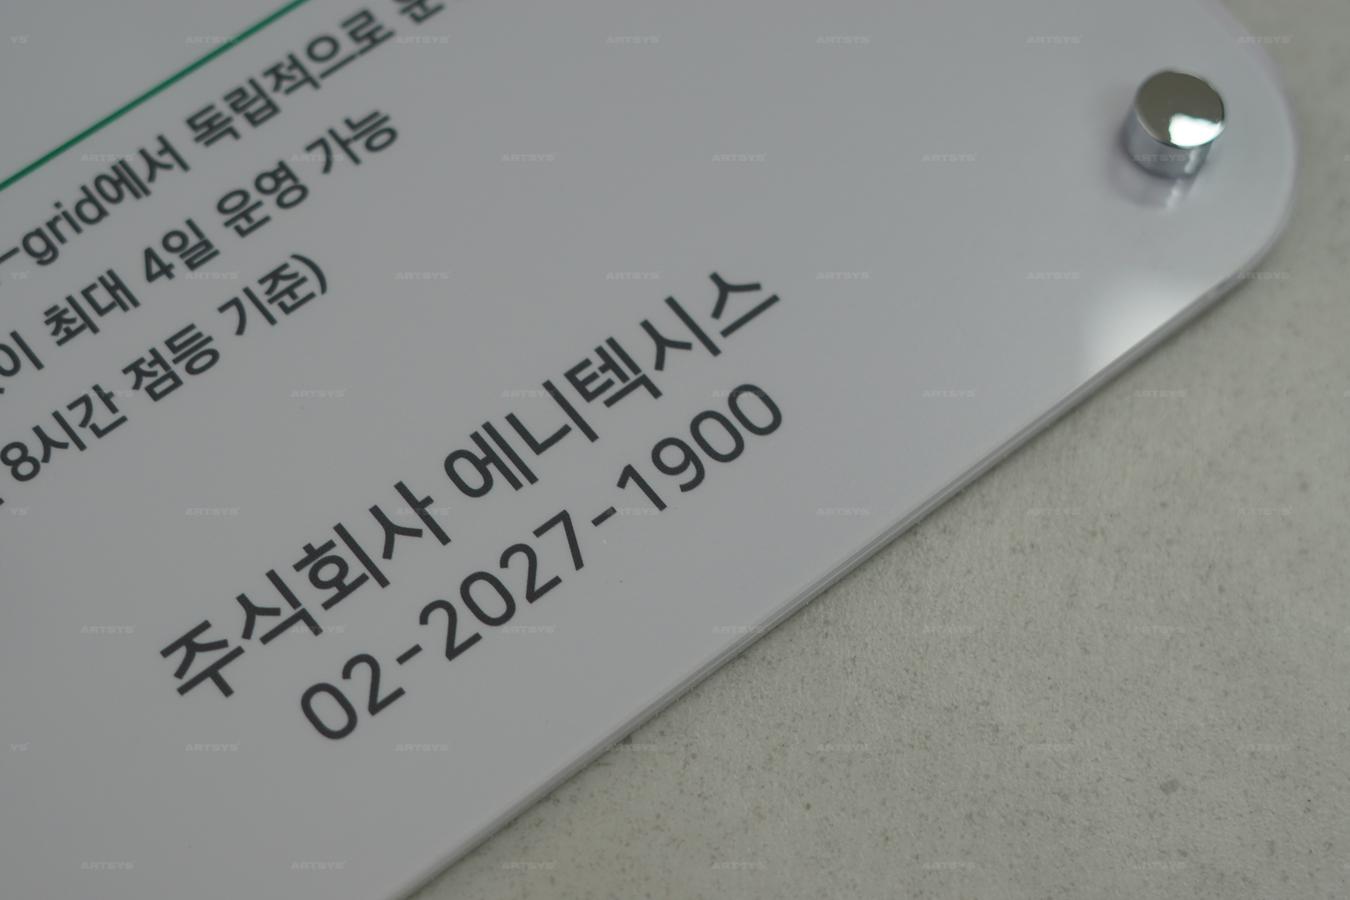 -grid에서 독립적으로
최대 4일 운영 가능
8시간 점등 기준)
주식회사 에니텍시스
02-2027-1900
ARTSYS